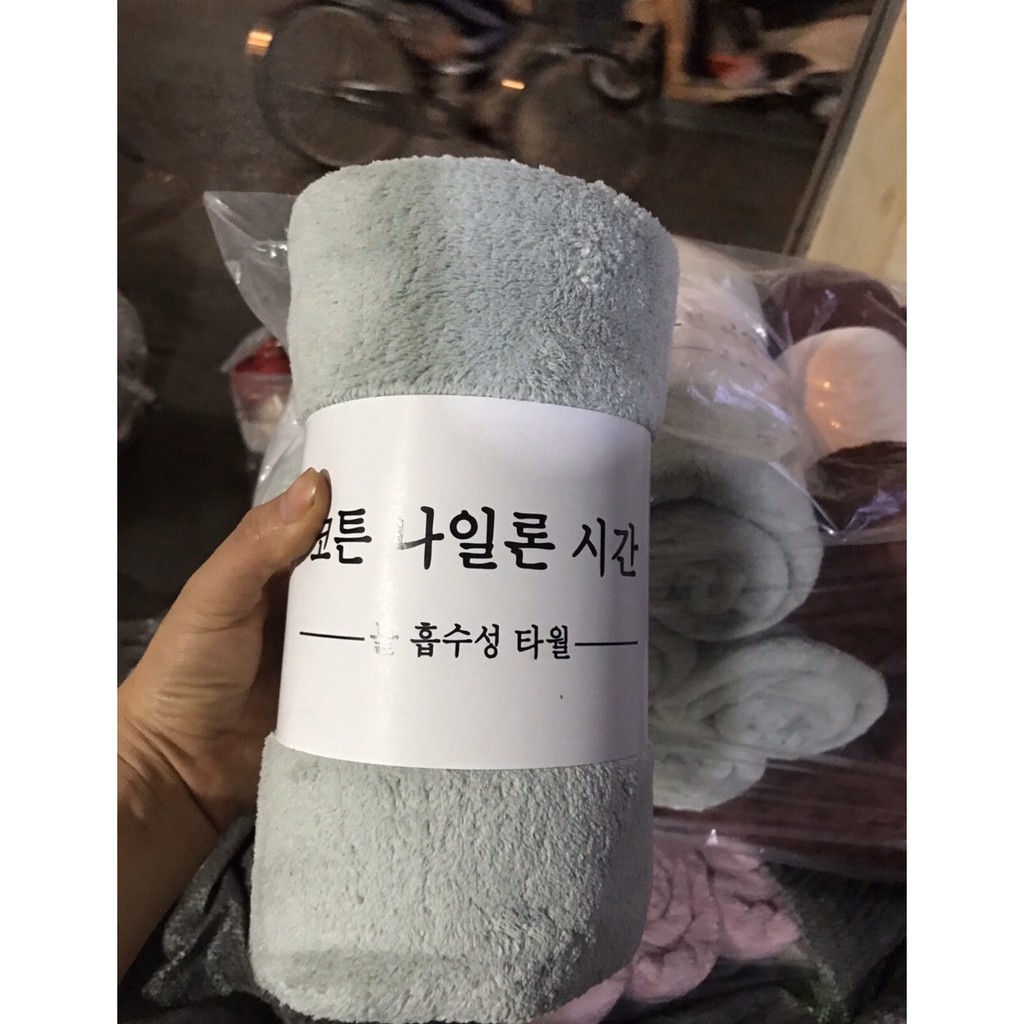 코튼 나일론 시간
흡수성 타월